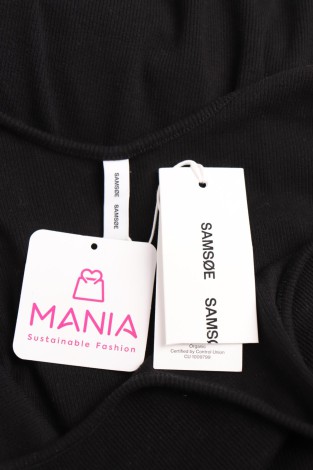 SAMSØE
SAMSØE
MANIA
Sustainable Fashion
SAMSØE SAMSØE
Organic
Certified by Control Union